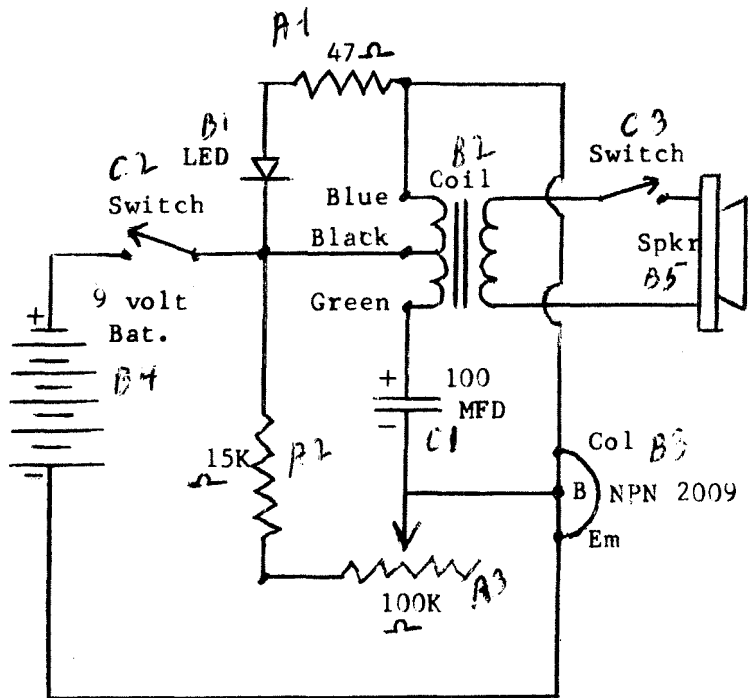 A1
47Ω
B1
LED
C2
Switch
B2
Coil
C3
Switch
Blue
Black
Green
Spkr
B5
+
9 volt
Bat.
B4
-
+
100
MFD
-
C1
15K
Ω
A2
Col B3
B NPN 2009
Em
100K
Ω
A3